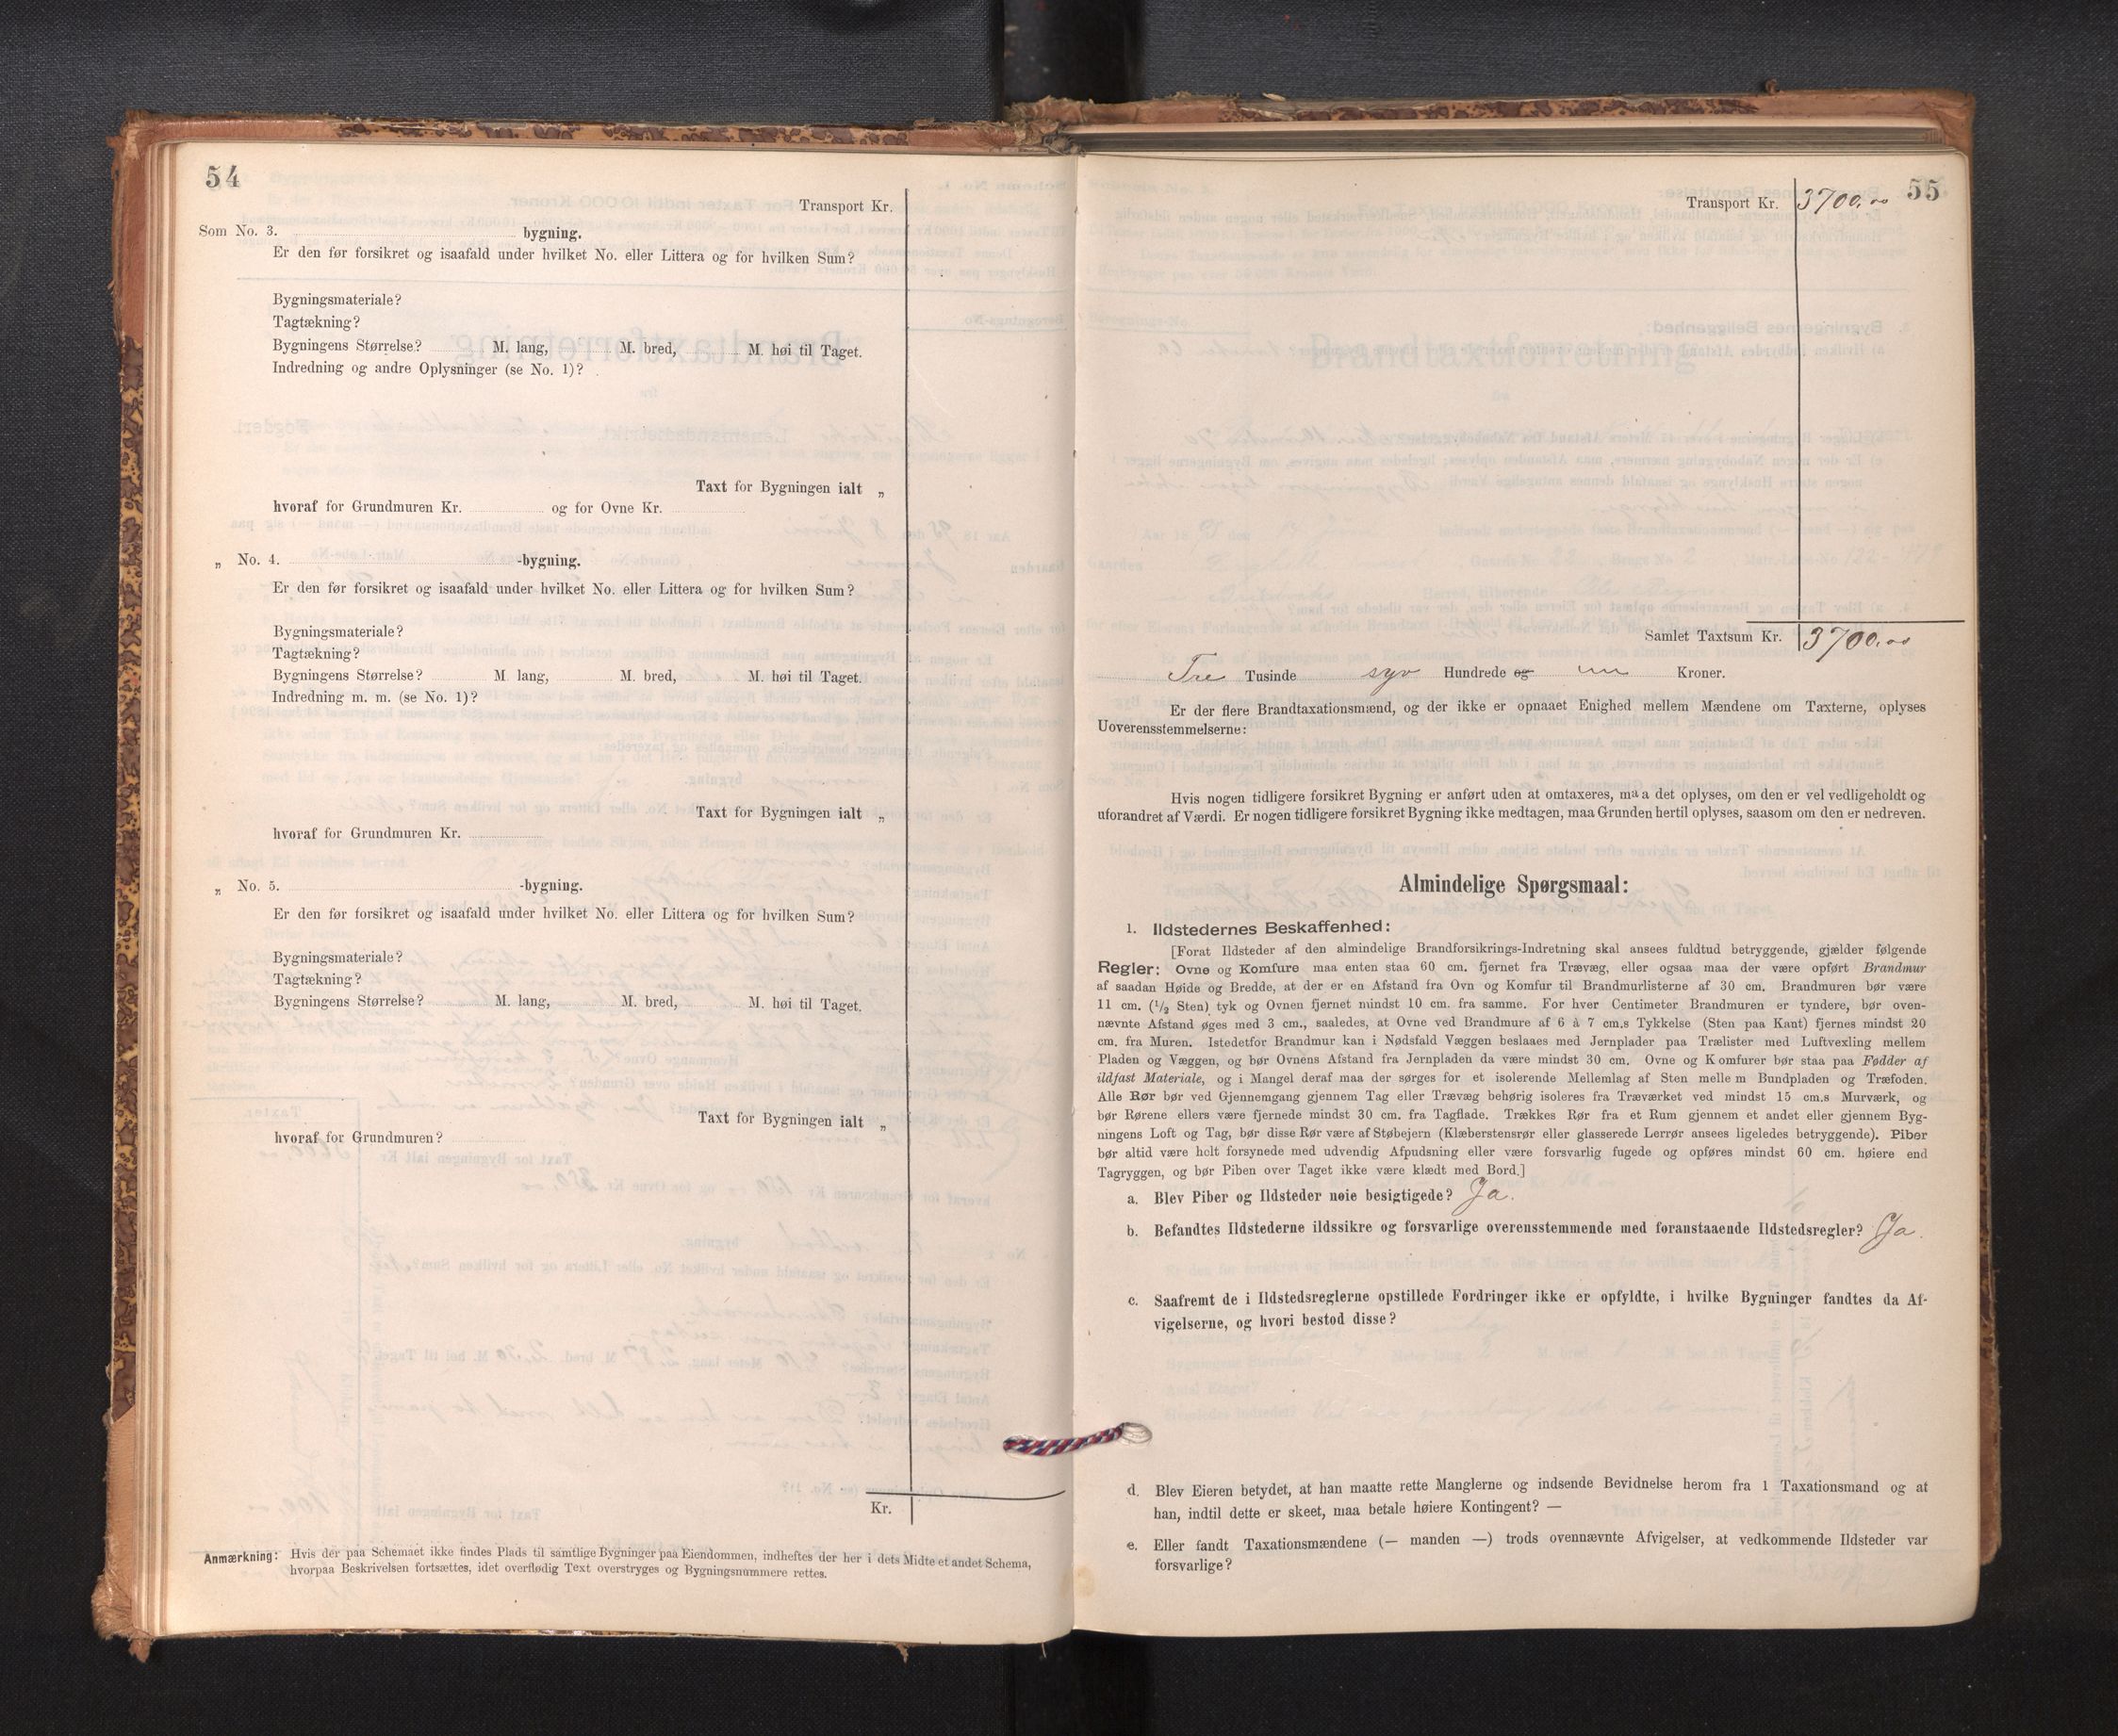 54
Transport Kr.
Som No. 3. bygning.
Er den før forsikret og isaafald under hvilket No. eller Littera og for hvilken Sum?
Bygningsmateriale?
Tagtækning?
Bygningens Størrelse? M. lang, M. bred, M. høi til Taget.
Indredning og andre Oplysninger (se No. 1)?
Taxt for Bygningen ialt „
hvoraf for Grundmuren Kr. og for Ovne Kr.
„ No. 4. -bygning.
Er den før forsikret og isaafald under hvilket No. eller Littera og for hvilken Sum?
Bygningsmateriale?
Tagtækning?
Bygningens Størrelse? M lang, M. bred, M. høi til Taget.
Indredning m. m. (se No. 1)?
Taxt for Bygningen ialt „
hvoraf for Grundmuren Kr.
„ No. 5. -bygning.
Er den før forsikret og isaafald under hvilket No. eller Littera og for hvilken Sum?
Bygningsmateriale?
Tagtækning?
Bygningens Størrelse? M. lang, M. bred, M. høi til Taget.
Taxt for Bygningen ialt „
hvoraf for Grundmuren?
Kr.
Anmærkning: Hvis der paa Schemaet ikke findes Plads til samtlige Bygninger paa Eiendommen, indheftes der her i dets Midte et andet Schema,
hvorpaa Beskrivelsen fortsættes, idet overflødig Text overstryges og Bygningsnummere rettes.
55
Transport Kr. 3700,00
Samlet Taxtsum Kr. 3700,00
Tre Tusinde syv Hundrede og Kroner.
Er der flere Brandtaxationsmænd, og der ikke er opnaaet Enighed mellem Mændene om Taxterne, oplyses
Uoverensstemmelserne:
Hvis nogen tidligere forsikret Bygning er anført uden at omtaxeres, maa det oplyses, om den er vel vedligeholdt og
uforandret af Værdi. Er nogen tidligere forsikret Bygning ikke medtagen, maa Grunden hertil oplyses, saasom om den er nedreven.
Almindelige Spørgsmaal:
1. Ildstedernes Beskaffenhed:
[Forat Ildsteder af den almindelige Brandforsikrings-Indretning skal ansees fuldtud betryggende, gjælder følgende
Regler: Ovne og Komfure maa enten staa 60 cm. fjernet fra Trævæg, eller ogsaa maa der være opført Brandmur
af saadan Høide og Bredde, at der er en Afstand fra Ovn og Komfur til Brandmurlisterne af 30 cm. Brandmuren bør være
11 cm. (1/2 Sten) tyk og Ovnen fjernet mindst 10 cm. fra samme. For hver Centimeter Brandmuren er tyndere, bør oven-
nævnte Afstand øges med 3 cm., saaledes, at Ovne ved Brandmure af 6 à 7 cm.s Tykkelse (Sten paa Kant) fjernes mindst 20
cm. fra Muren. Istedetfor Brandmur kan i Nødsfald Væggen beslaaes med Jernplader paa Trælister med Luftvexling mellem
Pladen og Væggen, og bør Ovnens Afstand fra Jernpladen da være mindst 30 cm. Ovne og Komfurer bør staa paa Fødder af
ildfast Materiale, og i Mangel deraf maa der sørges for et isolerende Mellemlag af Sten mellem Bundpladen og Træfoden.
Alle Rør bør ved Gjennemgang gjennem Tag eller Trævæg behørig isoleres fra Træværket ved mindst 15 cm.s Murværk, og
bør Rørene ellers være fjernede mindst 30 cm. fra Tagflade. Trækkes Rør fra et Rum gjennem et andet eller gjennem Byg-
ningens Loft og Tag, bør disse Rør være af Støbejern (Klæberstensrør eller glasserede Lerrør ansees ligeledes betryggende). Piber
bør altid være helt forsynede med udvendig Afpudsning eller være forsvarlig fugede og opføres mindst 60 cm. høiere end
Tagryggen, og bør Piben over Taget ikke være klædt med Bord.]
a. Blev Piber og Ildsteder nøie besigtigede? Ja.
b. Befandtes Ildstederne ildssikre og forsvarlige overensstemmende med foranstaaende Ildstedsregler? Ja.
c. Saafremt de i Ildstedsreglerne opstillede Fordringer ikke er opfyldte, i hvilke Bygninger fandtes da Af-
vigelserne, og hvori bestod disse?
d. Blev Eieren betydet, at han maatte rette Manglerne og indsende Bevidnelse herom fra 1 Taxationsmand og at
han, indtil dette er skeet, maa betale høiere Kontingent? —
e. Eller fandt Taxationsmændene (— manden —) trods ovennævnte Afvigelser, at vedkommende Ildsteder var
forsvarlige?